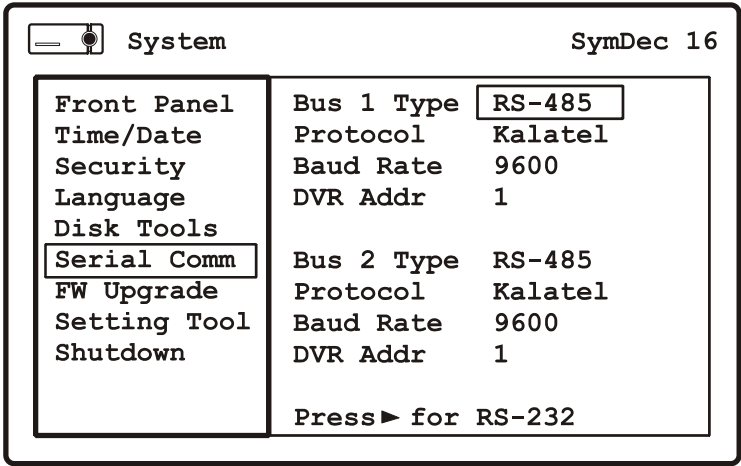 System
SymDec 16
Front Panel
Time/Date
Security
Language
Disk Tools
Serial Comm
FW Upgrade
Setting Tool
Shutdown
Bus 1 Type RS-485
Protocol Kalatel
Baud Rate 9600
DVR Addr 1
Bus 2 Type RS-485
Protocol Kalatel
Baud Rate 9600
DVR Addr 1
Press► for RS-232